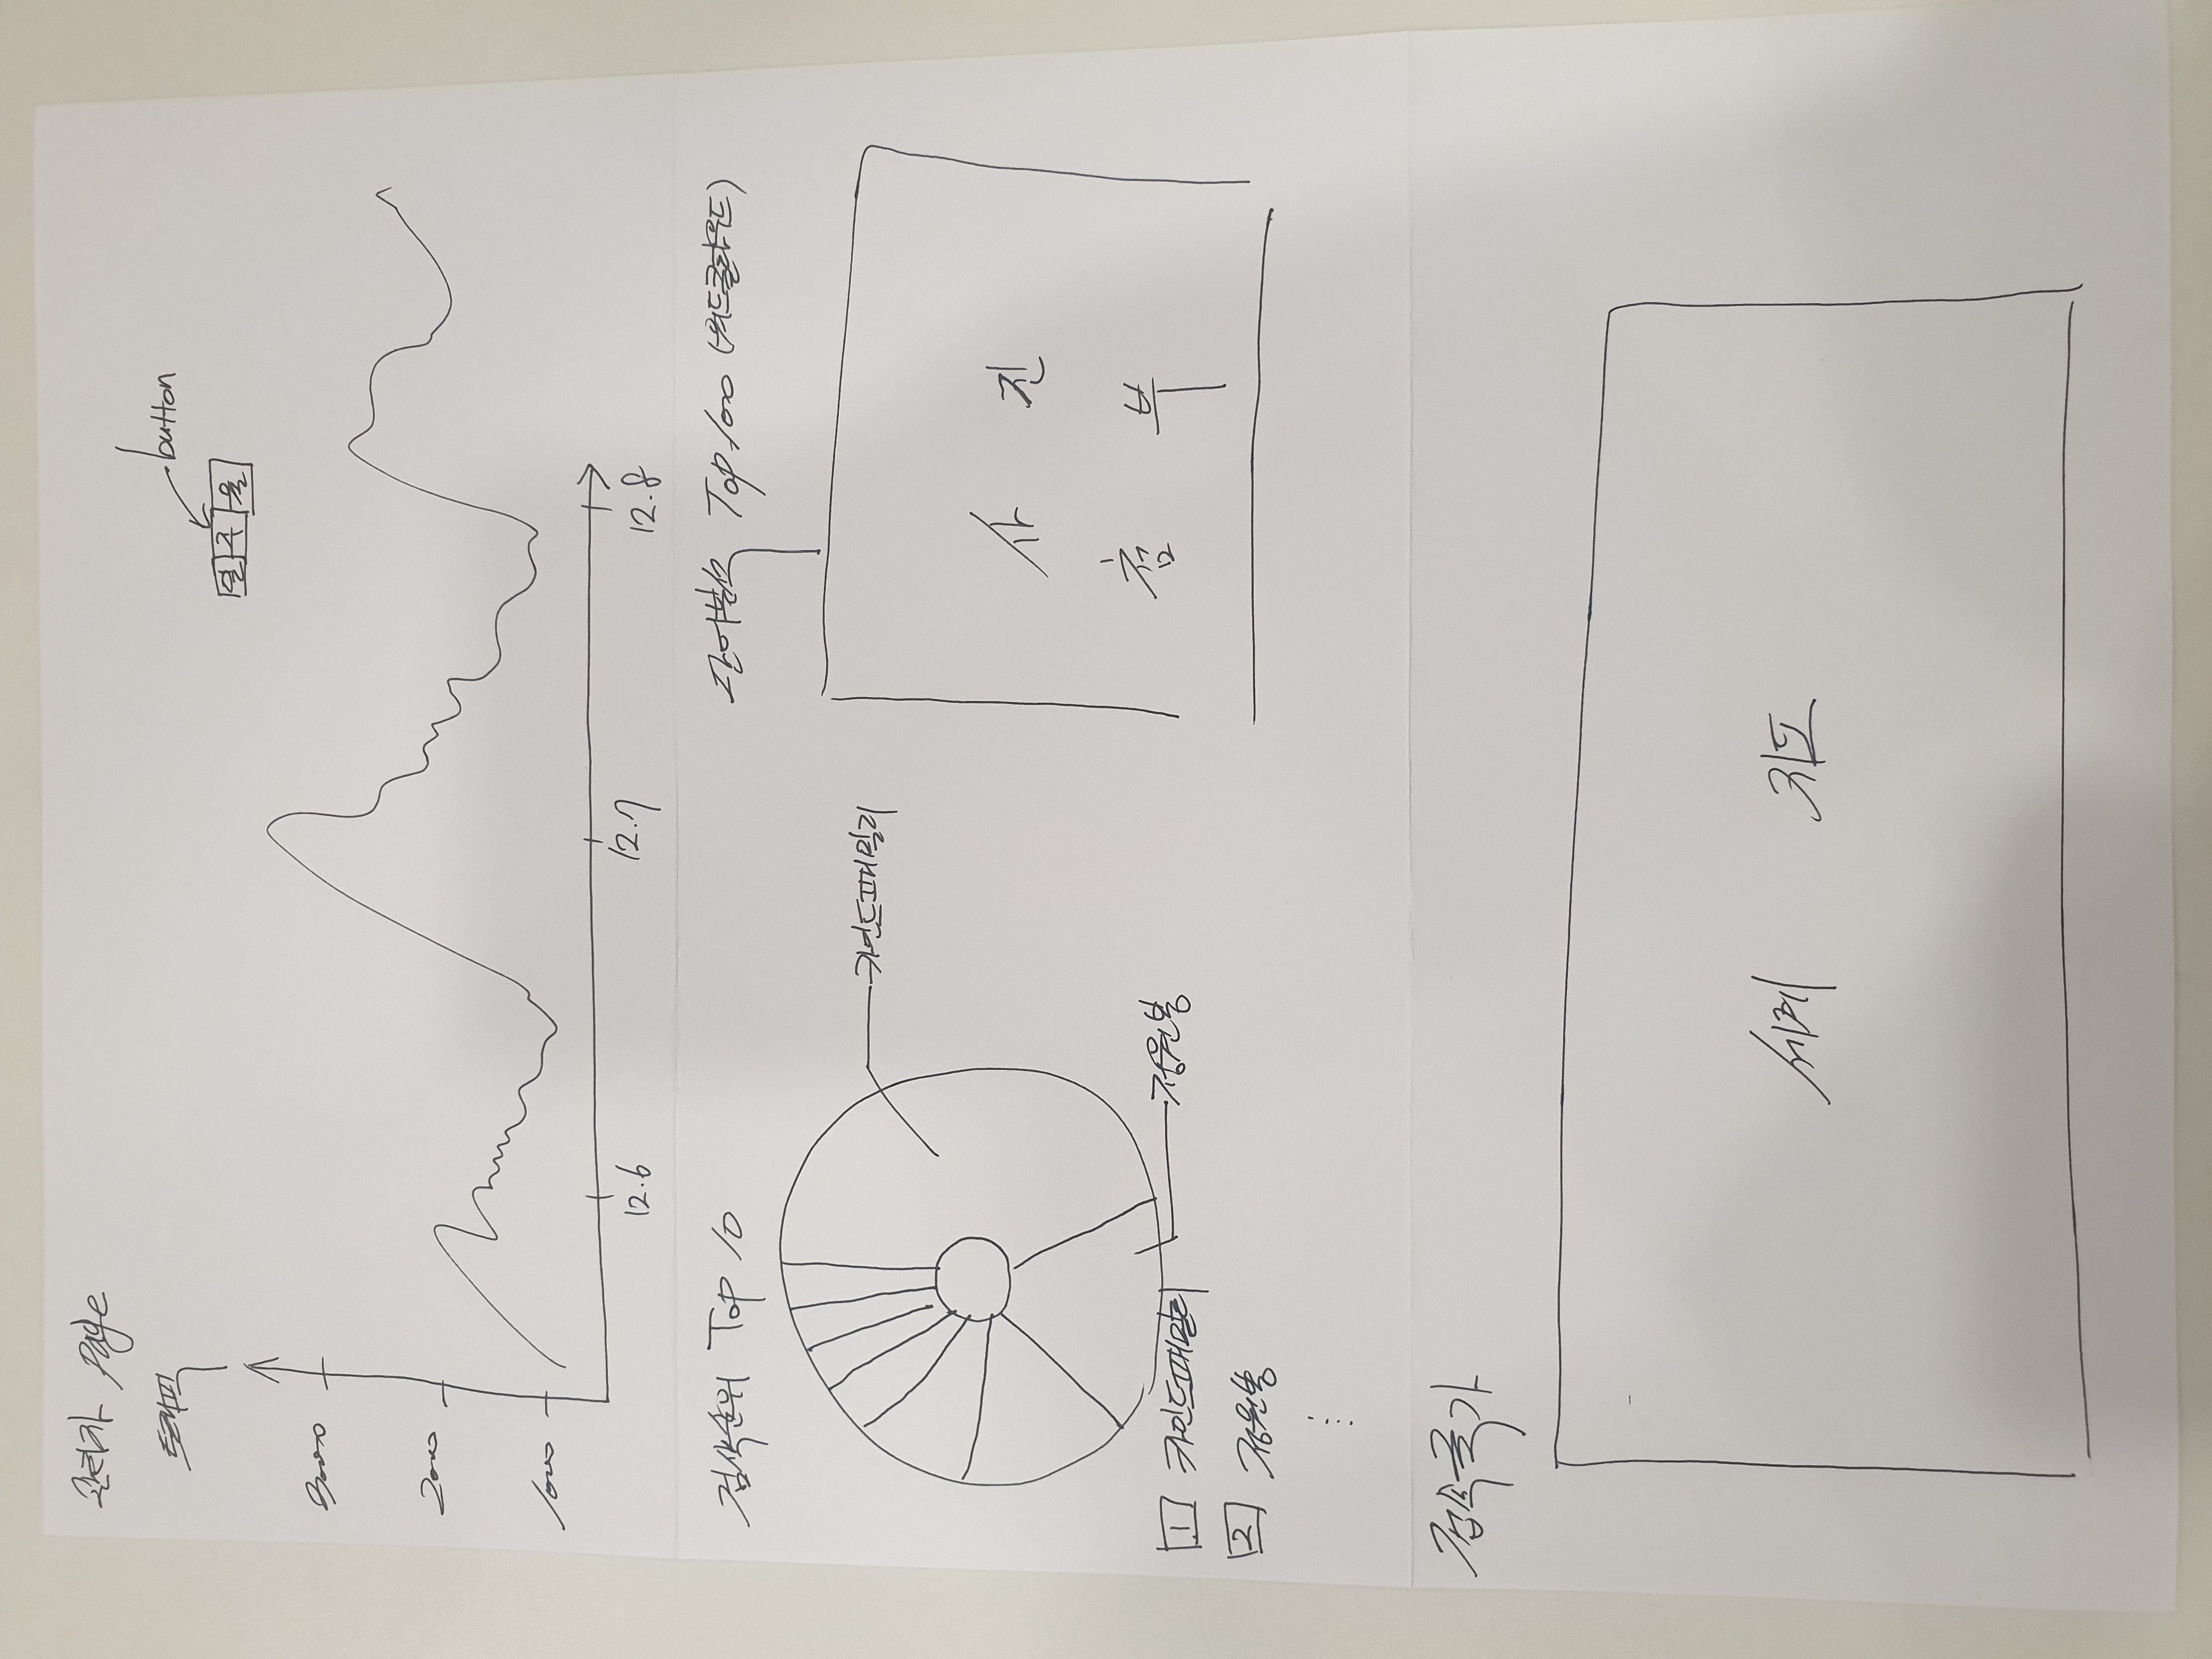 관리자 page
트래픽
button
일 주 월
3000
2000
1000
12.6
12.7
12.8
검색순위 Top 10
단어분석 Top 100 (워드클라우드)
카인드패밀리
사 진
첨 부
정원봉
1 카인드패밀리
2 정원봉
접속국가
세계 지도